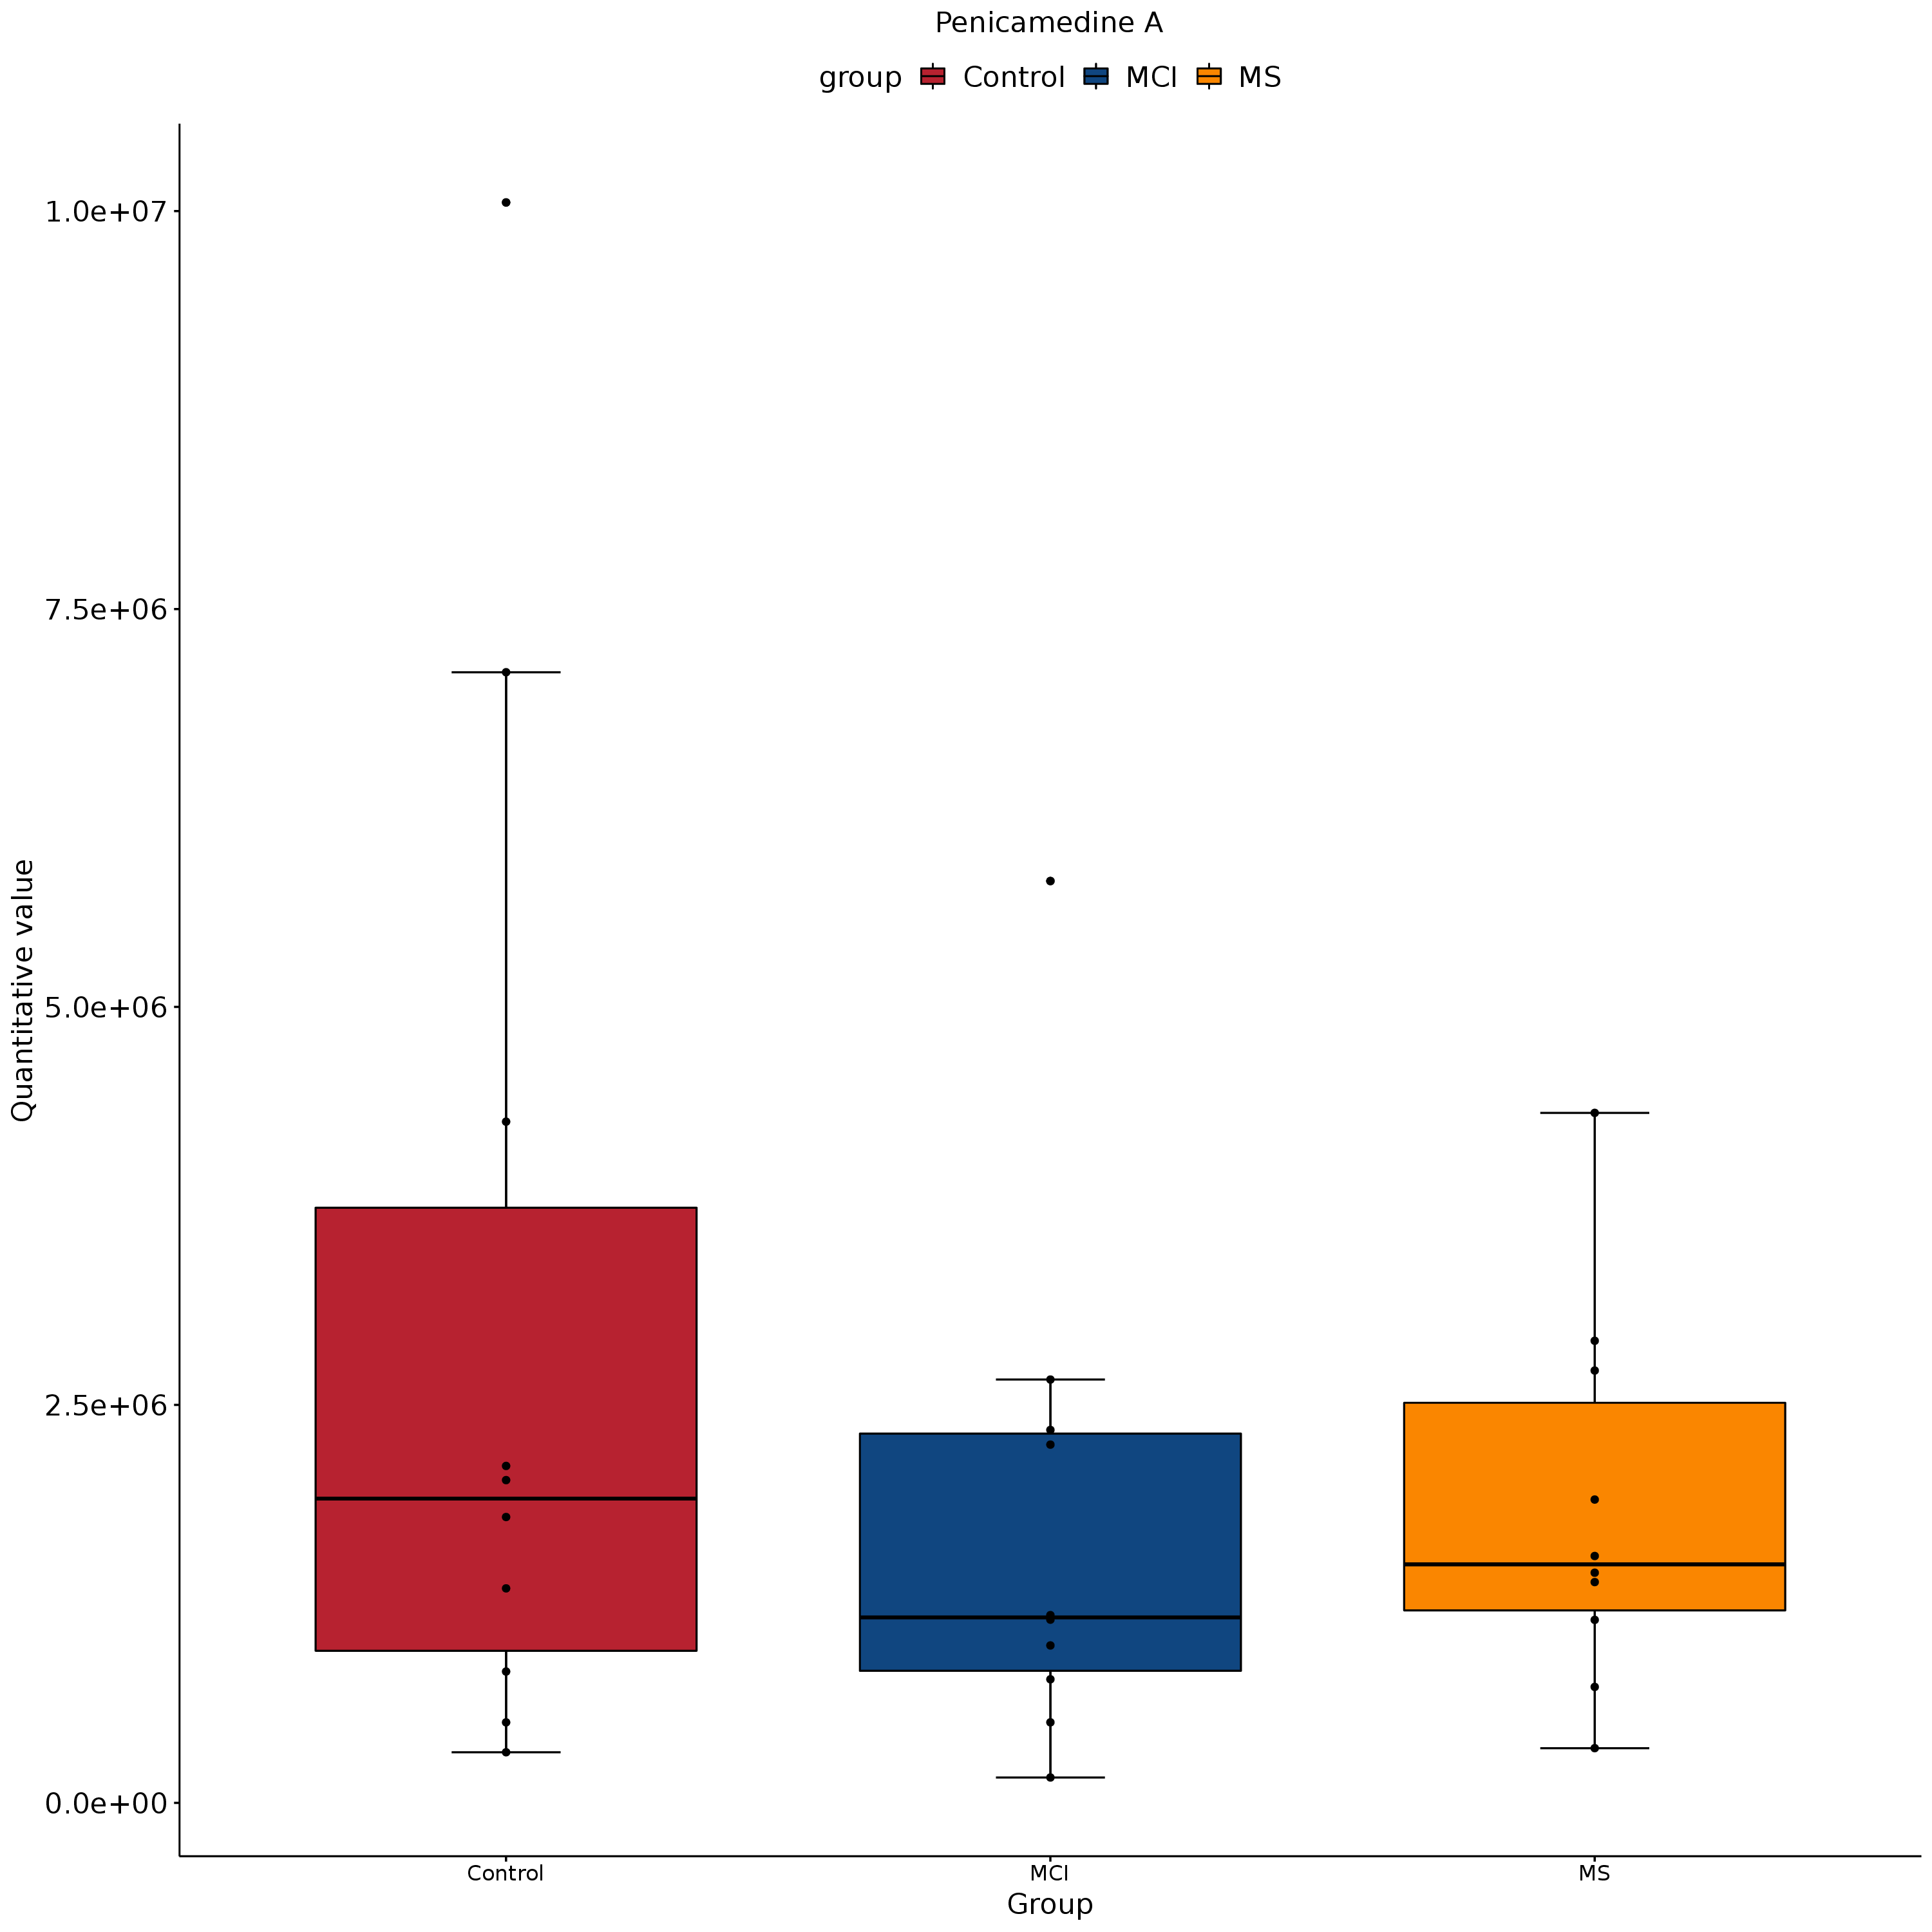 Penicamedine A
group Control MCI MS
1.0e+07
7.5e+06
5.0e+06
2.5e+06
0.0e+00
Quantitative value
Control MCI MS
Group